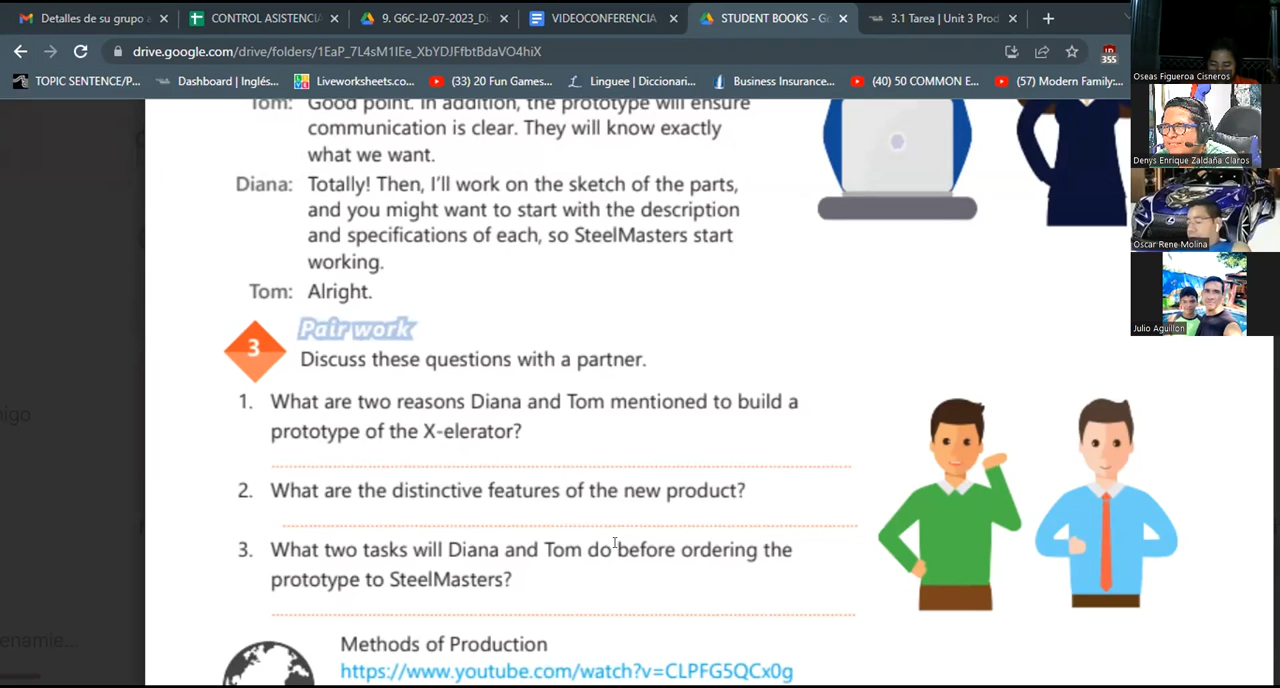 Detalles de su grupo a
CONTROL ASISTENCIA
9. G6C-I2-07-2023_Di
VIDEOCONFERENCIA
STUDENT BOOKS - Go
3.1 Tarea | Unit 3 Prod
drive.google.com/drive/folders/1EaP_7L4sM1IEe_XbYDJFfbtBdaVO4hiX
355
TOPIC SENTENCE/P...
Dashboard | Inglés...
Liveworksheets.co...
(33) 20 Fun Games...
Linguee | Diccionari...
Business Insurance...
(40) 50 COMMON E...
(57) Modern Family:...
Oseas Figueroa Cisneros
Denys Enrique Zaldaña Claros
Oscar Rene Molina
Julio Aguillon
Tom: Good point. In addition, the prototype will ensure
communication is clear. They will know exactly
what we want.
Diana: Totally! Then, I'll work on the sketch of the parts,
and you might want to start with the description
and specifications of each, so SteelMasters start
working.
Tom: Alright.
3
Pair work
Discuss these questions with a partner.
1. What are two reasons Diana and Tom mentioned to build a
prototype of the X-elerator?
2. What are the distinctive features of the new product?
3. What two tasks will Diana and Tom do before ordering the
prototype to SteelMasters?
Methods of Production
https://www.youtube.com/watch?v=CLPFG5QCx0g
nigo
enamie...